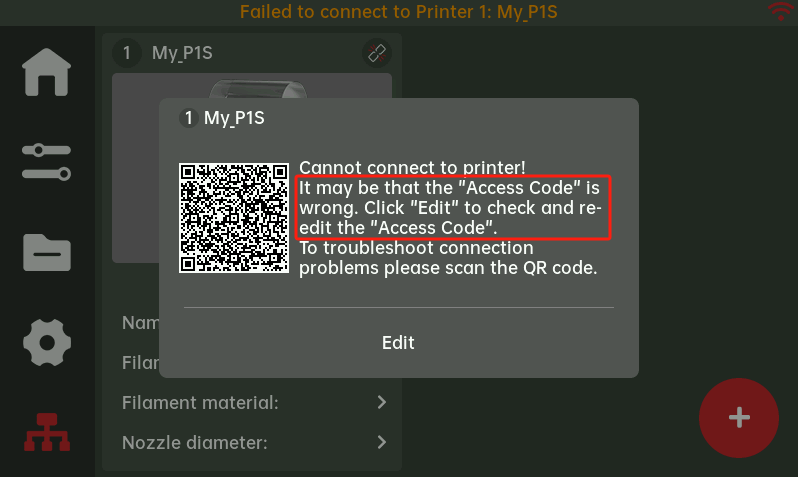 Failed to connect to Printer 1: My_P1S
1 My_P1S
1 My_P1S
Cannot connect to printer!
It may be that the "Access Code" is
wrong. Click "Edit" to check and re-
edit the "Access Code".
To troubleshoot connection
problems please scan the QR code.
Edit
Nam
Filar
Filament material:
Nozzle diameter: